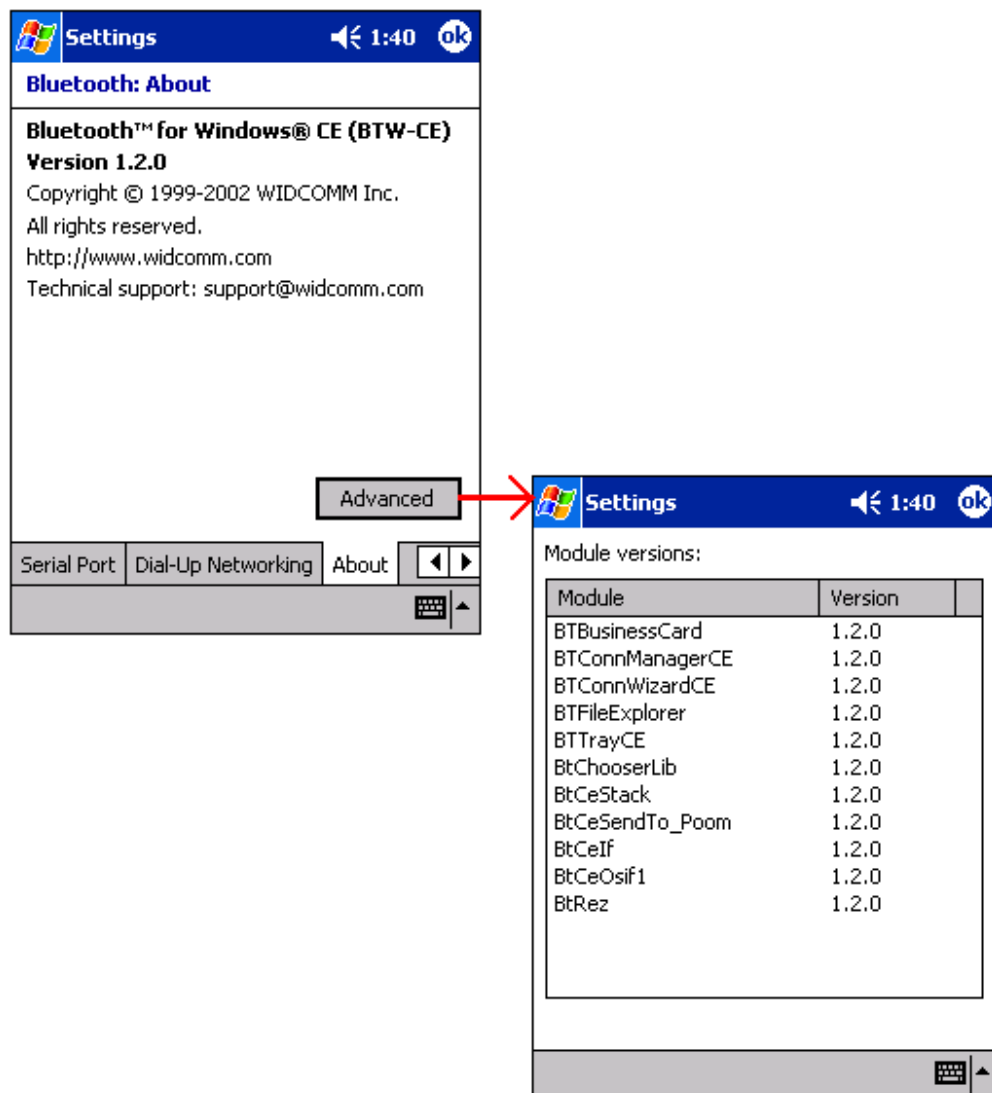 Settings 1:40 ok
Bluetooth: About
Bluetooth™ for Windows® CE (BTW-CE)
Version 1.2.0
Copyright © 1999-2002 WIDCOMM Inc.
All rights reserved.
http://www.widcomm.com
Technical support: support@widcomm.com
Advanced
Serial Port Dial-Up Networking About
Settings 1:40 ok
Module versions:
Module Version
BTBusinessCard 1.2.0
BTConnManagerCE 1.2.0
BTConnWizardCE 1.2.0
BTFileExplorer 1.2.0
BTTrayCE 1.2.0
BtChooserLib 1.2.0
BtCeStack 1.2.0
BtCeSendTo_Poom 1.2.0
BtCeIf 1.2.0
BtCeOsif1 1.2.0
BtRez 1.2.0